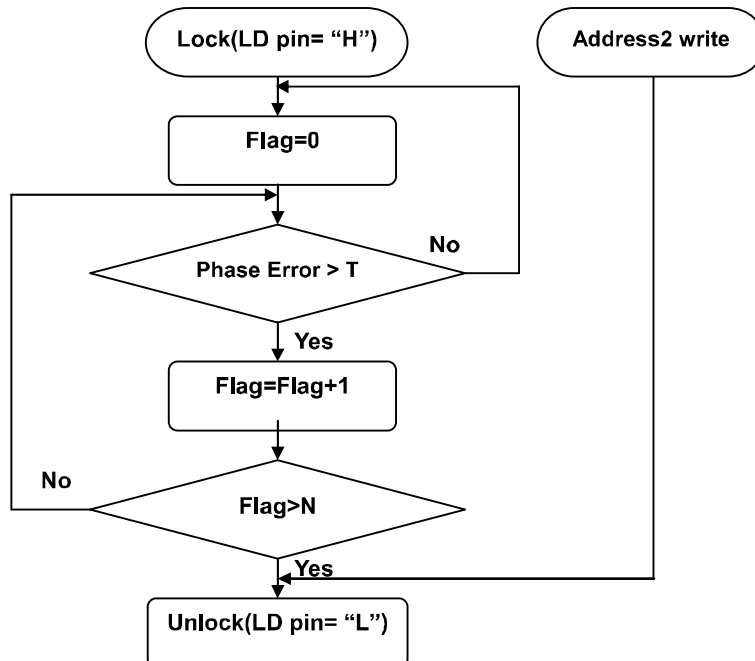 Lock(LD pin= “H”)
Address2 write
Flag=0
No
Phase Error > T
Yes
Flag=Flag+1
No
Flag>N
Yes
Unlock(LD pin= “L”)